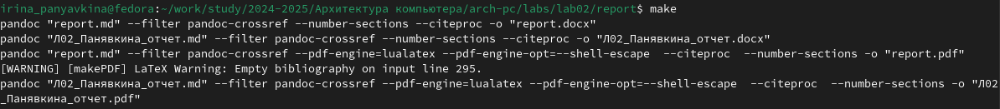 irina_panyavkina@fedora:~/work/study/2024-2025/Архитектура компьютера/arch-pc/labs/lab02/report$ make
pandoc "report.md" --filter pandoc-crossref --number-sections --citeproc -o "report.docx"
pandoc "Л02_Панявкина_отчет.md" --filter pandoc-crossref --number-sections --citeproc -o "Л02_Панявкина_отчет.docx"
pandoc "report.md" --filter pandoc-crossref --pdf-engine=lualatex --pdf-engine-opt=--shell-escape  --citeproc  --number-sections -o "report.pdf"
[WARNING] [makePDF] LaTeX Warning: Empty bibliography on input line 295.
pandoc "Л02_Панявкина_отчет.md" --filter pandoc-crossref --pdf-engine=lualatex --pdf-engine-opt=--shell-escape  --citeproc  --number-sections -o "Л02
_Панявкина_отчет.pdf"